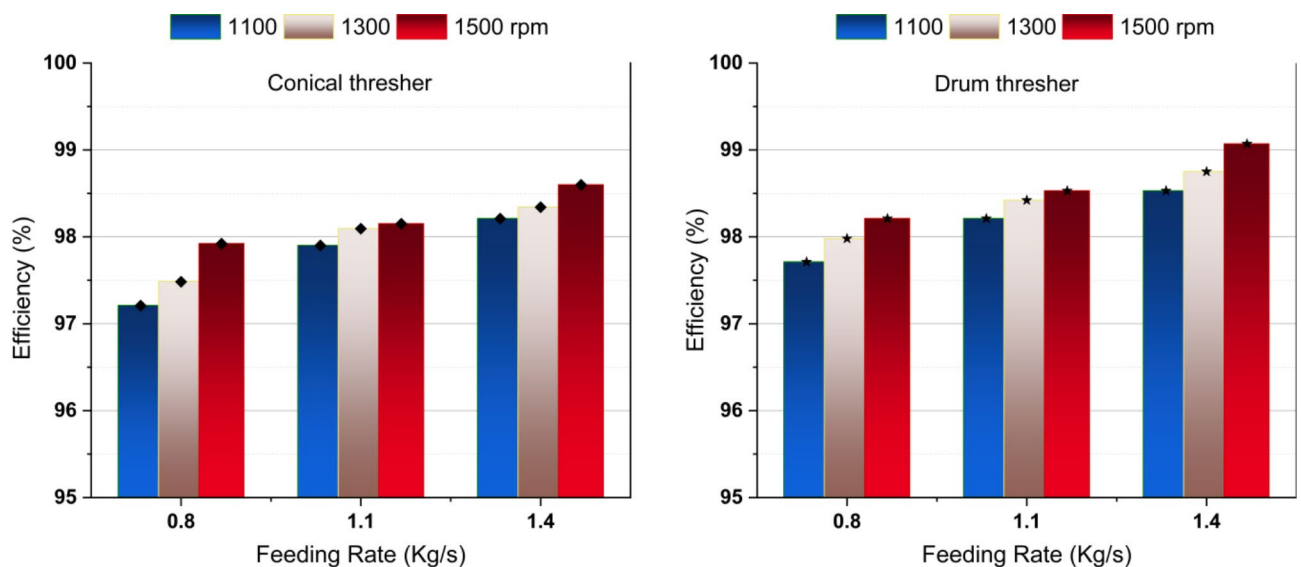 1100 1300 1500 rpm
Conical thresher
100
99
98
97
96
95
Efficiency (%)
0.8 1.1 1.4
Feeding Rate (Kg/s)
1100 1300 1500 rpm
Drum thresher
100
99
98
97
96
95
Efficiency (%)
0.8 1.1 1.4
Feeding Rate (Kg/s)